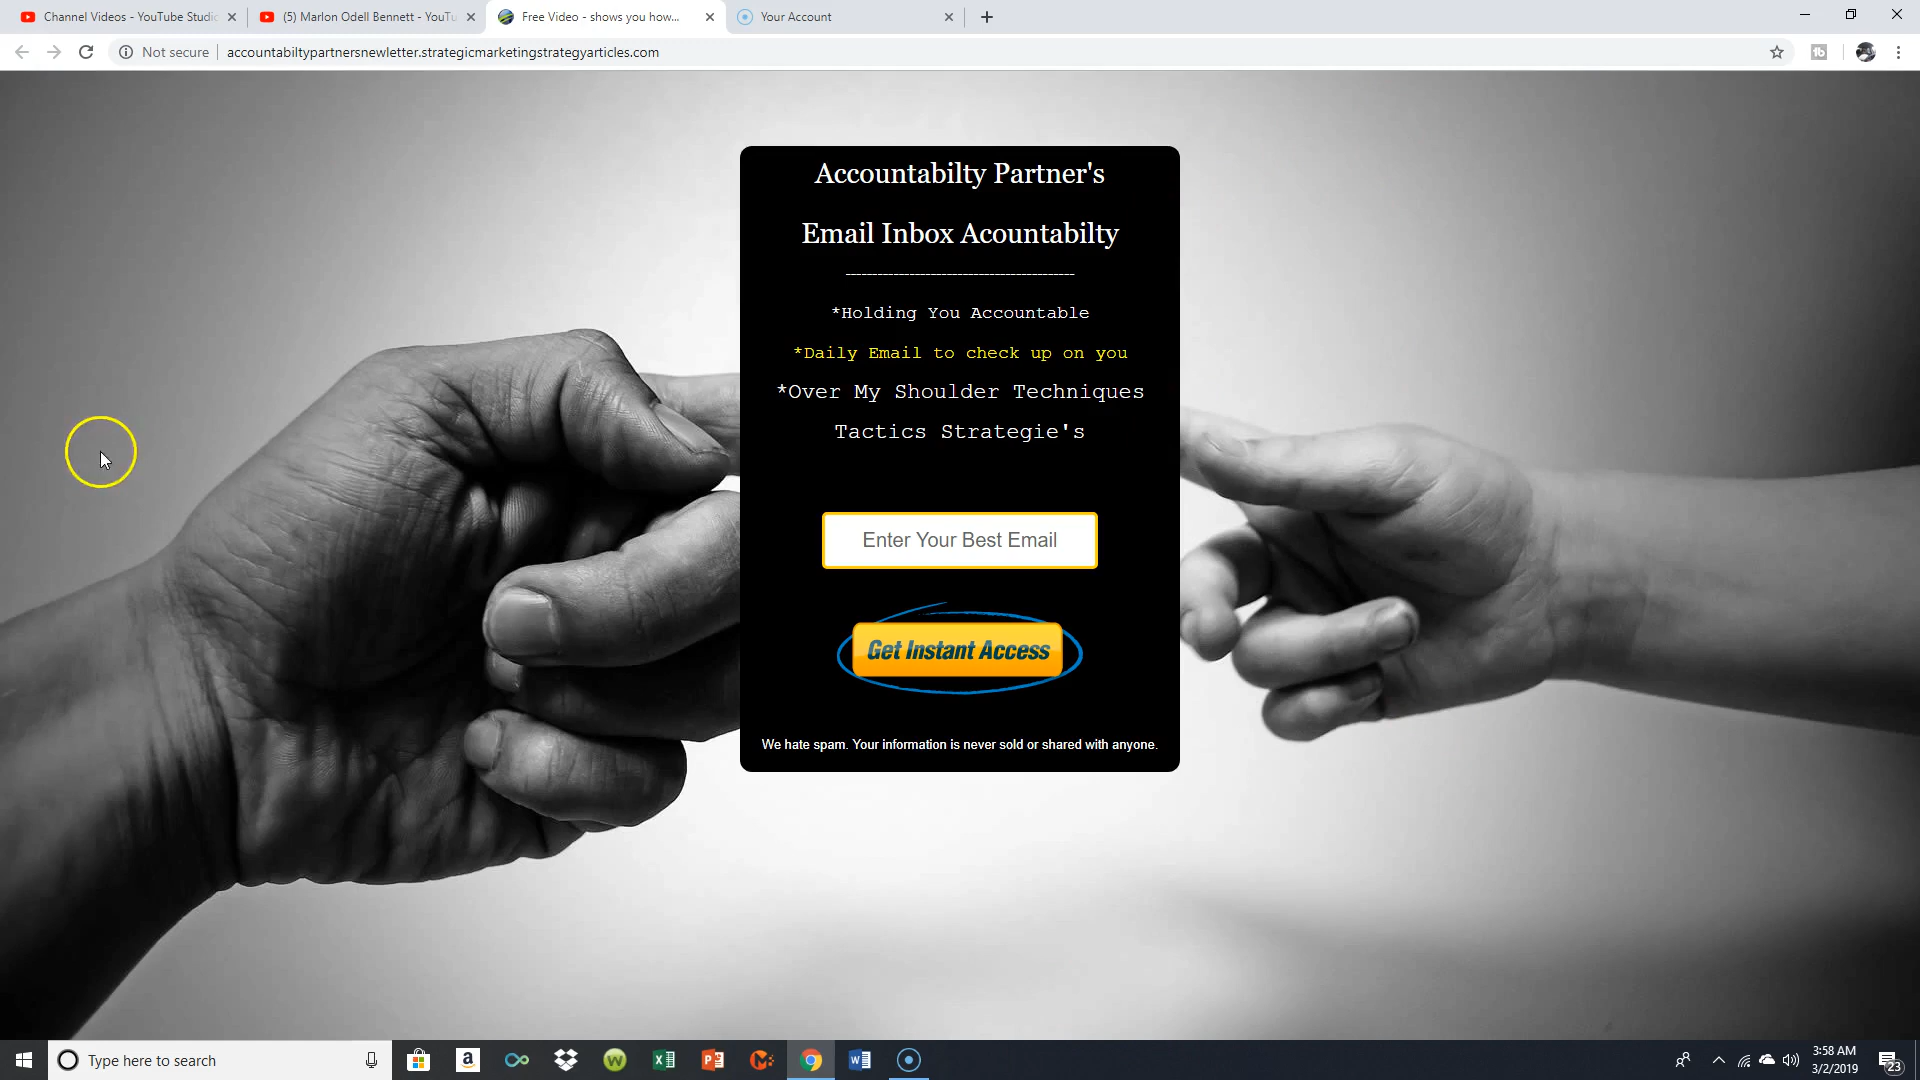 Channel Videos - YouTube Studio
(5) Marlon Odell Bennett - YouTu
Free Video - shows you how...
Your Account
Not secure
accountabiltypartnersnewletter.strategicmarketingstrategyarticles.com
Accountabilty Partner's
Email Inbox Acountabilty
-------------------------------------------
*Holding You Accountable
*Daily Email to check up on you
*Over My Shoulder Techniques
Tactics Strategie's
Enter Your Best Email
Get Instant Access
We hate spam. Your information is never sold or shared with anyone.
Type here to search
3:58 AM
3/2/2019
23